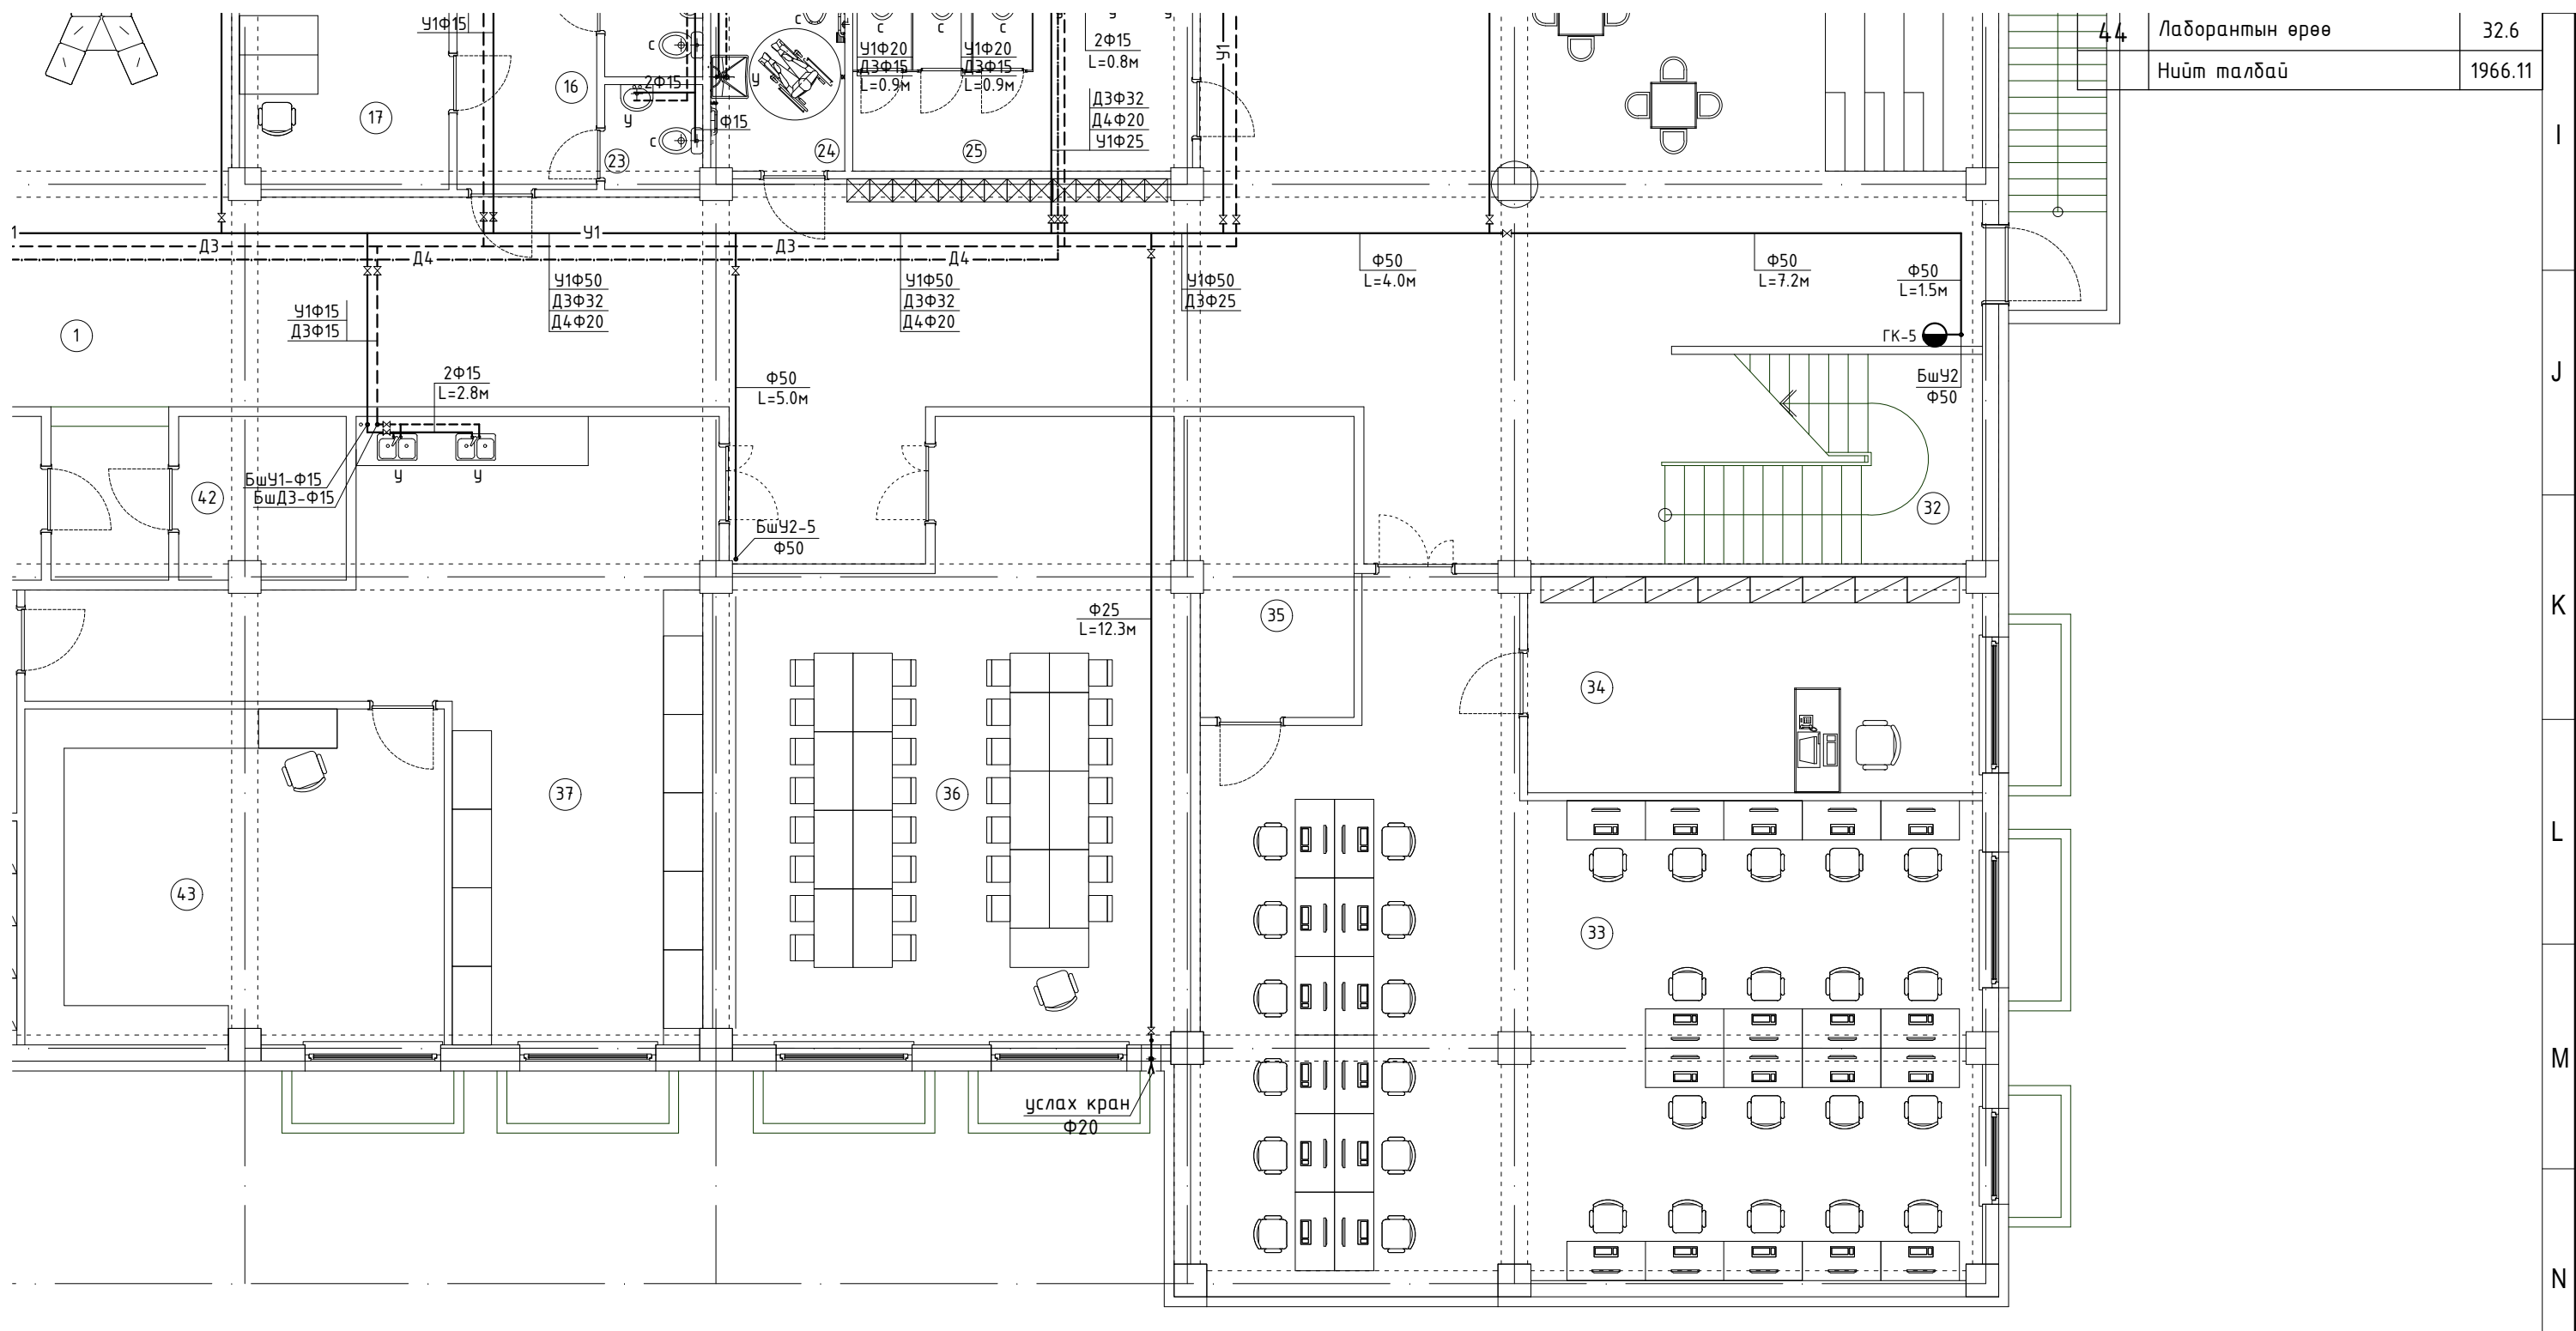 44 Лаборантын өрөө 32.6
Нийт талбай 1966.11
I
J
K
L
M
N
У1Ф15
17
16
с
2Ф15
у
с
Ф15
23
с
у
24
с
У1Ф20
Д3Ф15
L=0.9м
с
с
У1Ф20
Д3Ф15
L=0.9м
25
2Ф15
L=0.8м
Д3Ф32
Д4Ф20
У1Ф25
У1
У1
Д3
Д3
Д4
Д4
У1Ф50
Д3Ф32
Д4Ф20
У1Ф50
Д3Ф32
Д4Ф20
У1Ф50
Д3Ф25
Ф50
L=4.0м
Ф50
L=7.2м
Ф50
L=1.5м
1
У1Ф15
Д3Ф15
ГК-5
2Ф15
L=2.8м
Ф50
L=5.0м
БшУ2
Ф50
БшУ1-Ф15
БшД3-Ф15
у
у
42
БшУ2-5
Ф50
32
Ф25
L=12.3м
35
34
37
36
43
33
услах кран
Ф20